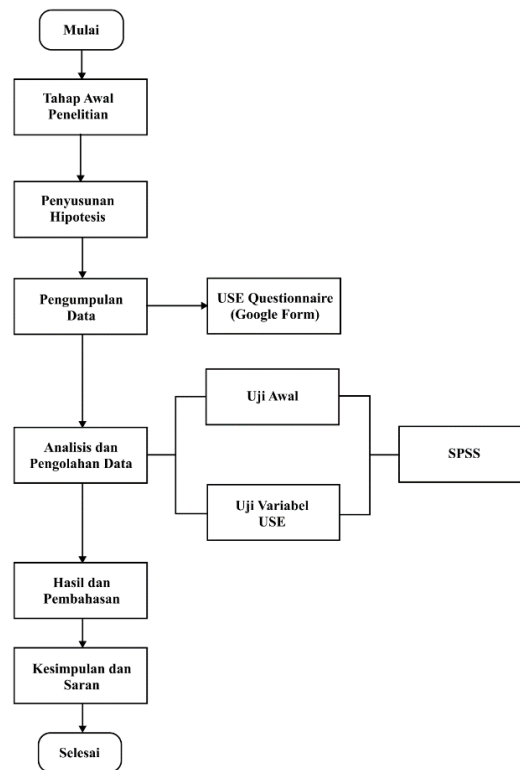 Mulai
Tahap Awal
Penelitian
Penyusunan
Hipotesis
Pengumpulan
Data
USE Questionnaire
(Google Form)
Uji Awal
Analisis dan
Pengolahan Data
SPSS
Uji Variabel
USE
Hasil dan
Pembahasan
Kesimpulan dan
Saran
Selesai